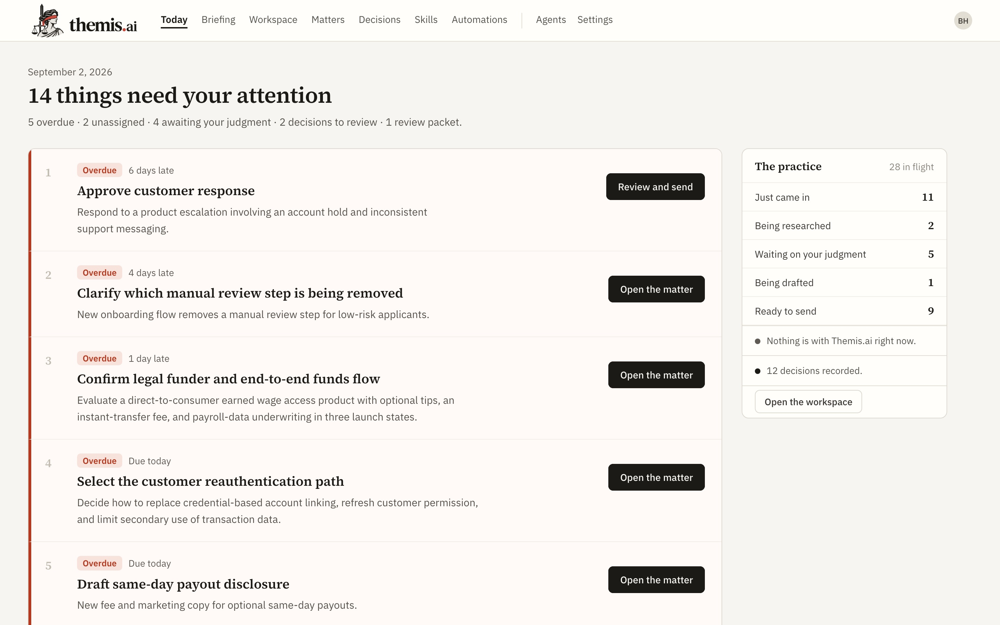 themis.ai
Today Briefing Workspace Matters Decisions Skills Automations Agents Settings
BH
September 2, 2026
14 things need your attention
5 overdue · 2 unassigned · 4 awaiting your judgment · 2 decisions to review · 1 review packet.
1
Overdue 6 days late
Approve customer response
Respond to a product escalation involving an account hold and inconsistent
support messaging.
Review and send
2
Overdue 4 days late
Clarify which manual review step is being removed
New onboarding flow removes a manual review step for low-risk applicants.
Open the matter
3
Overdue 1 day late
Confirm legal funder and end-to-end funds flow
Evaluate a direct-to-consumer earned wage access product with optional tips, an
instant-transfer fee, and payroll-data underwriting in three launch states.
Open the matter
4
Overdue Due today
Select the customer reauthentication path
Decide how to replace credential-based account linking, refresh customer permission,
and limit secondary use of transaction data.
Open the matter
5
Overdue Due today
Draft same-day payout disclosure
New fee and marketing copy for optional same-day payouts.
Open the matter
The practice 28 in flight
Just came in 11
Being researched 2
Waiting on your judgment 5
Being drafted 1
Ready to send 9
Nothing is with Themis.ai right now.
12 decisions recorded.
Open the workspace